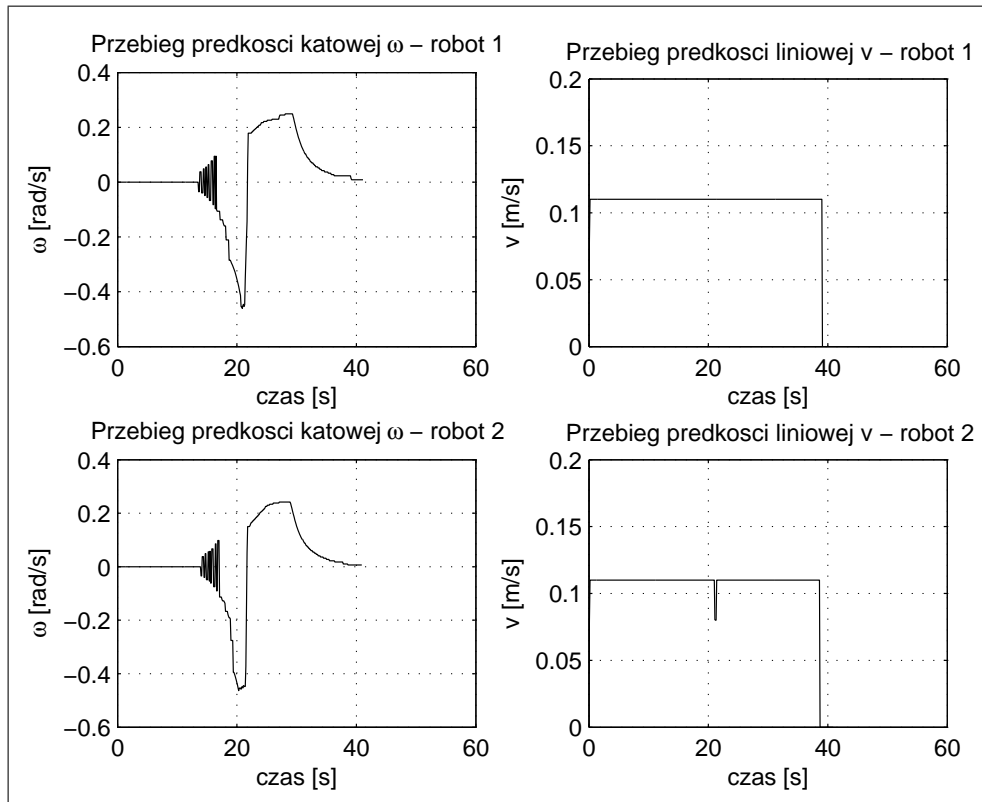 Przebieg predkosci katowej ω – robot 1
0.4
0.2
0
−0.2
−0.4
−0.6
ω [rad/s]
0 20 40 60
czas [s]
Przebieg predkosci liniowej v – robot 1
0.2
0.15
0.1
0.05
0
v [m/s]
0 20 40 60
czas [s]
Przebieg predkosci katowej ω – robot 2
0.4
0.2
0
−0.2
−0.4
−0.6
ω [rad/s]
0 20 40 60
czas [s]
Przebieg predkosci liniowej v – robot 2
0.2
0.15
0.1
0.05
0
v [m/s]
0 20 40 60
czas [s]